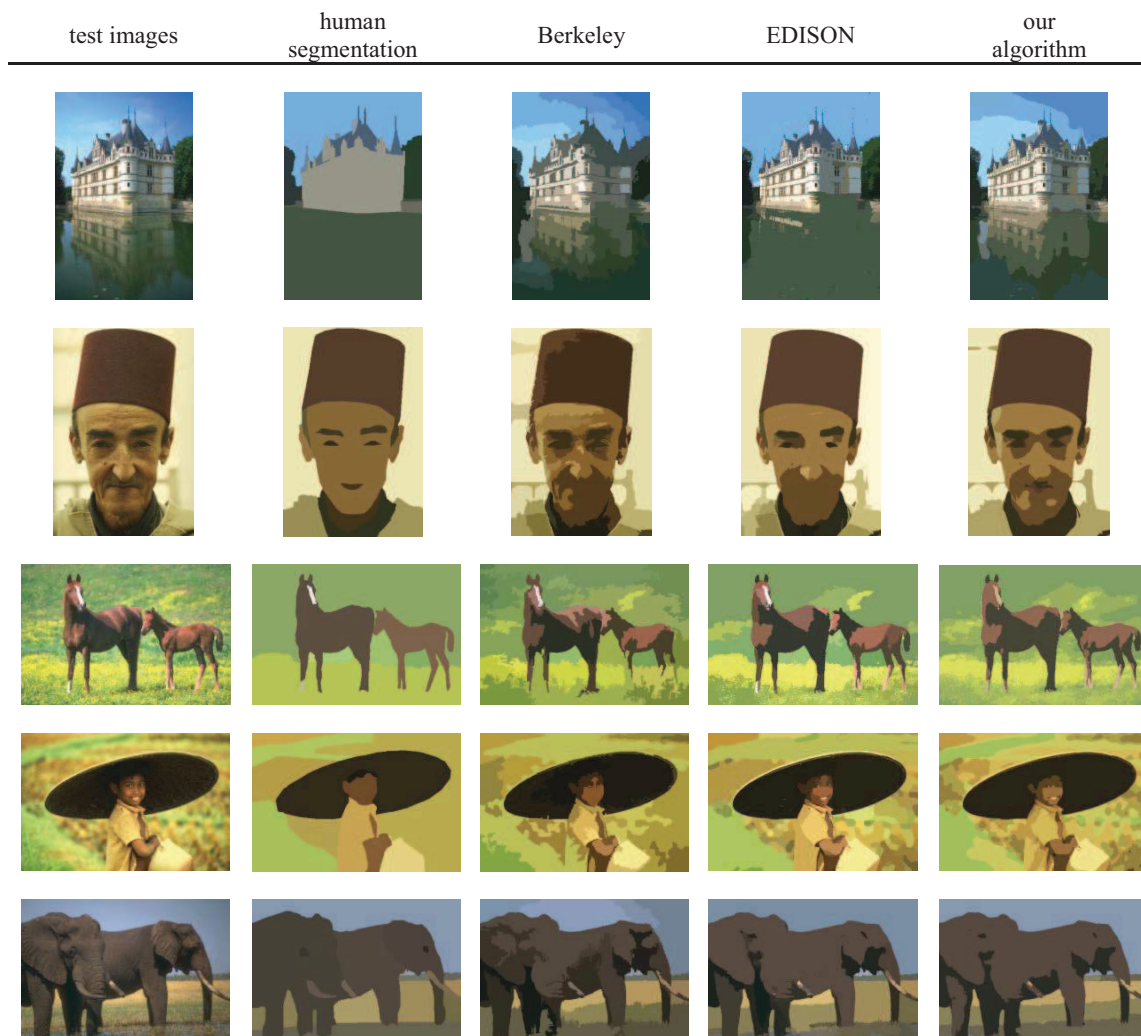 test images
human
segmentation
Berkeley
EDISON
our
algorithm